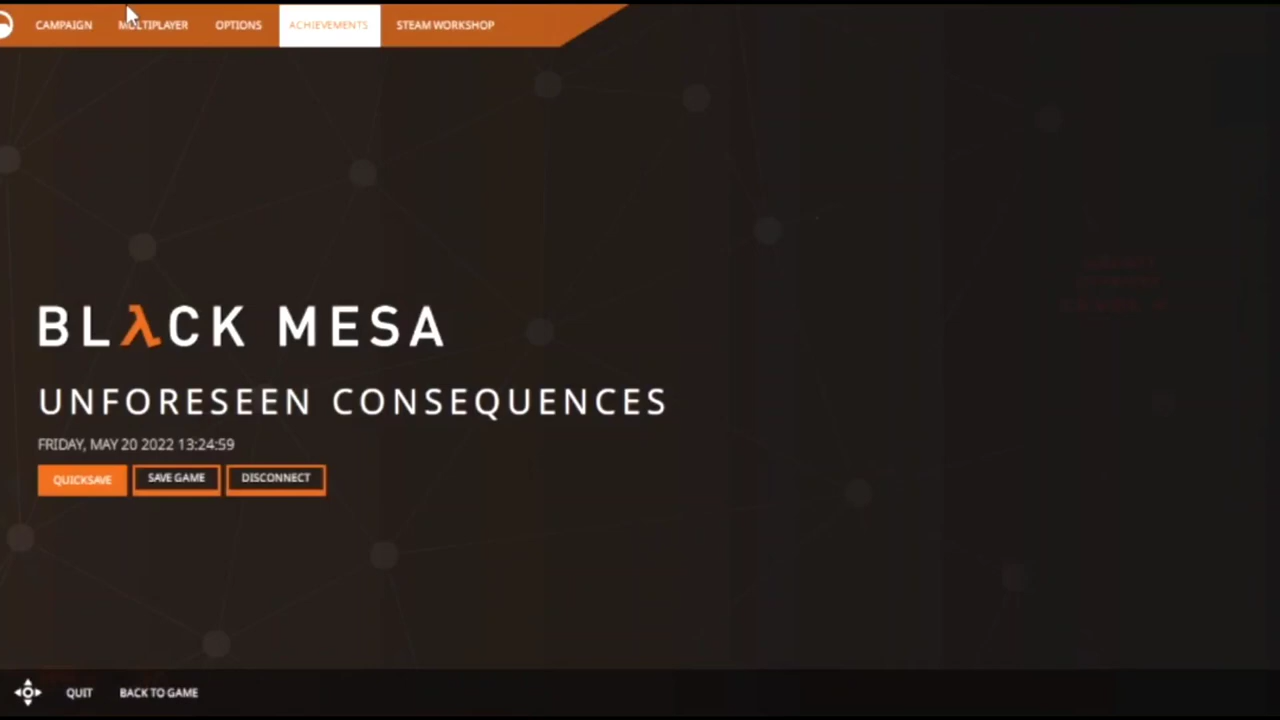 CAMPAIGN MULTIPLAYER OPTIONS ACHIEVEMENTS STEAM WORKSHOP
BLλCK MESA
UNFORESEEN CONSEQUENCES
FRIDAY, MAY 20 2022 13:24:59
QUICKSAVE SAVE GAME DISCONNECT
QUIT BACK TO GAME